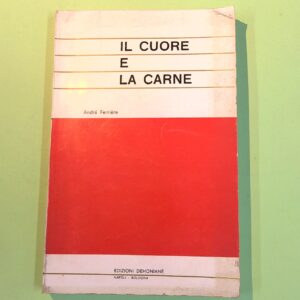 IL CUORE
E
LA CARNE
André Ferrière
EDIZIONI DEHONIANE
NAPOLI - BOLOGNA